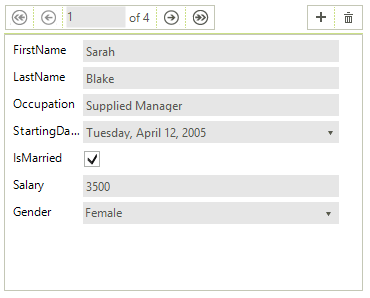 1 of 4
FirstName Sarah
LastName Blake
Occupation Supplied Manager
StartingDa... Tuesday, April 12, 2005
IsMarried
Salary 3500
Gender Female